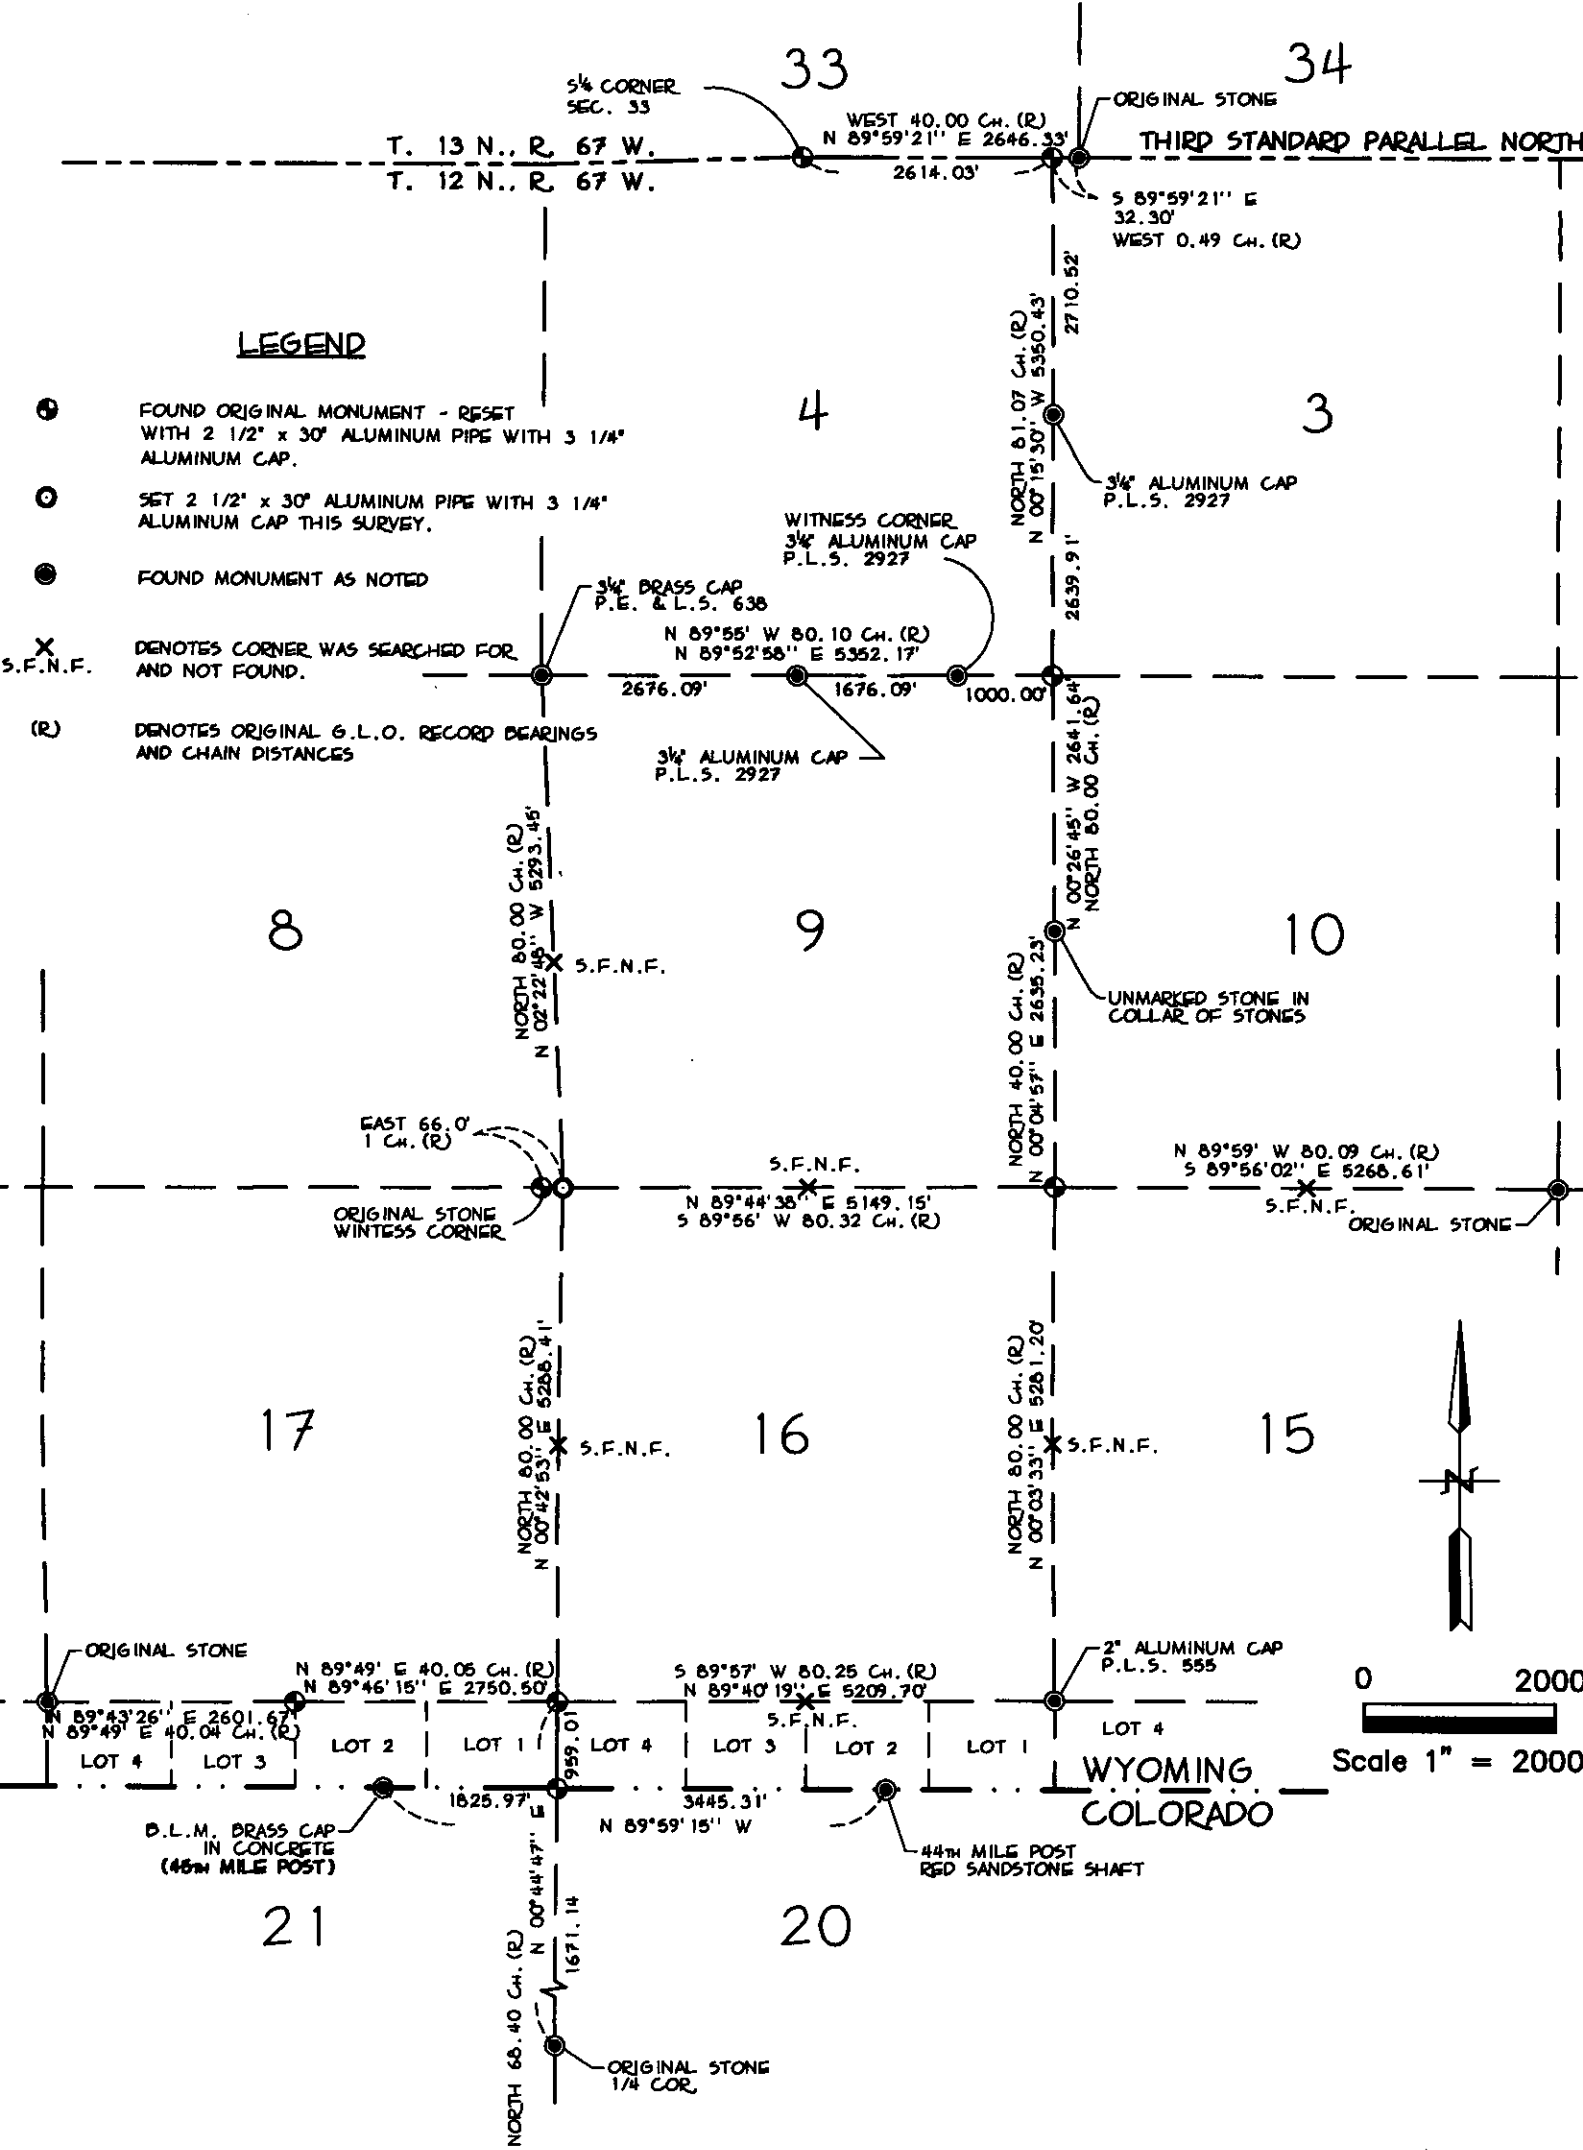 33
34
S¼ CORNER
SEC. 33
ORIGINAL STONE
WEST 40.00 CH. (R)
N 89°59'21" E 2646.33'
T. 13 N., R. 67 W.
THIRD STANDARD PARALLEL NORTH
2614.03'
T. 12 N., R. 67 W.
S 89°59'21" E
32.30'
WEST 0.49 CH. (R)
2710.52'
NORTH 81.07 CH. (R)
N 00°15'30" W 5350.43'
LEGEND
FOUND ORIGINAL MONUMENT - RESET
WITH 2 1/2" x 30" ALUMINUM PIPE WITH 3 1/4"
ALUMINUM CAP.
SET 2 1/2" x 30" ALUMINUM PIPE WITH 3 1/4"
ALUMINUM CAP THIS SURVEY.
FOUND MONUMENT AS NOTED
X
S.F.N.F.
DENOTES CORNER WAS SEARCHED FOR
AND NOT FOUND.
(R)
DENOTES ORIGINAL G.L.O. RECORD BEARINGS
AND CHAIN DISTANCES
4
3
3¼" ALUMINUM CAP
P.L.S. 2927
WITNESS CORNER
3¼" ALUMINUM CAP
P.L.S. 2927
2639.91'
3¼" BRASS CAP
P.E. & L.S. 638
N 89°55' W 80.10 CH. (R)
N 89°52'58" E 5352.17'
2676.09'
1676.09'
1000.00'
3¼" ALUMINUM CAP
P.L.S. 2927
N 00°26'45" W 2641.64'
NORTH 80.00 CH. (R)
NORTH 80.00 CH. (R)
N 02°22'48" W 5293.45'
8
9
10
X S.F.N.F.
UNMARKED STONE IN
COLLAR OF STONES
NORTH 40.00 CH. (R)
N 00°04'57" E 2635.23'
EAST 66.0'
1 CH. (R)
S.F.N.F.
X
N 89°44'38" E 5149.15'
S 89°56' W 80.32 CH. (R)
ORIGINAL STONE
WINTESS CORNER
N 89°59' W 80.09 CH. (R)
S 89°56'02" E 5268.61'
X
S.F.N.F.
ORIGINAL STONE
NORTH 80.00 CH. (R)
N 00°42'53" E 5288.41'
NORTH 80.00 CH. (R)
N 00°03'33" E 5281.20'
17
16
15
X S.F.N.F.
X S.F.N.F.
N
ORIGINAL STONE
N 89°49' E 40.05 CH. (R)
N 89°46'15" E 2750.50'
S 89°57' W 80.25 CH. (R)
N 89°40'19" E 5209.70'
X
S.F.N.F.
2" ALUMINUM CAP
P.L.S. 555
N 89°43'26" E 2601.67'
N 89°49' E 40.04 CH. (R)
0 2000
Scale 1" = 2000
LOT 4
LOT 3
LOT 2
LOT 1
959.01
LOT 4
LOT 3
LOT 2
LOT 1
LOT 4
WYOMING
COLORADO
1825.97'
3445.31'
N 89°59'15" W
B.L.M. BRASS CAP
IN CONCRETE
(45TH MILE POST)
44TH MILE POST
RED SANDSTONE SHAFT
21
20
N 00°44'47" E
1671.14
NORTH 68.40 CH. (R)
ORIGINAL STONE
1/4 COR.